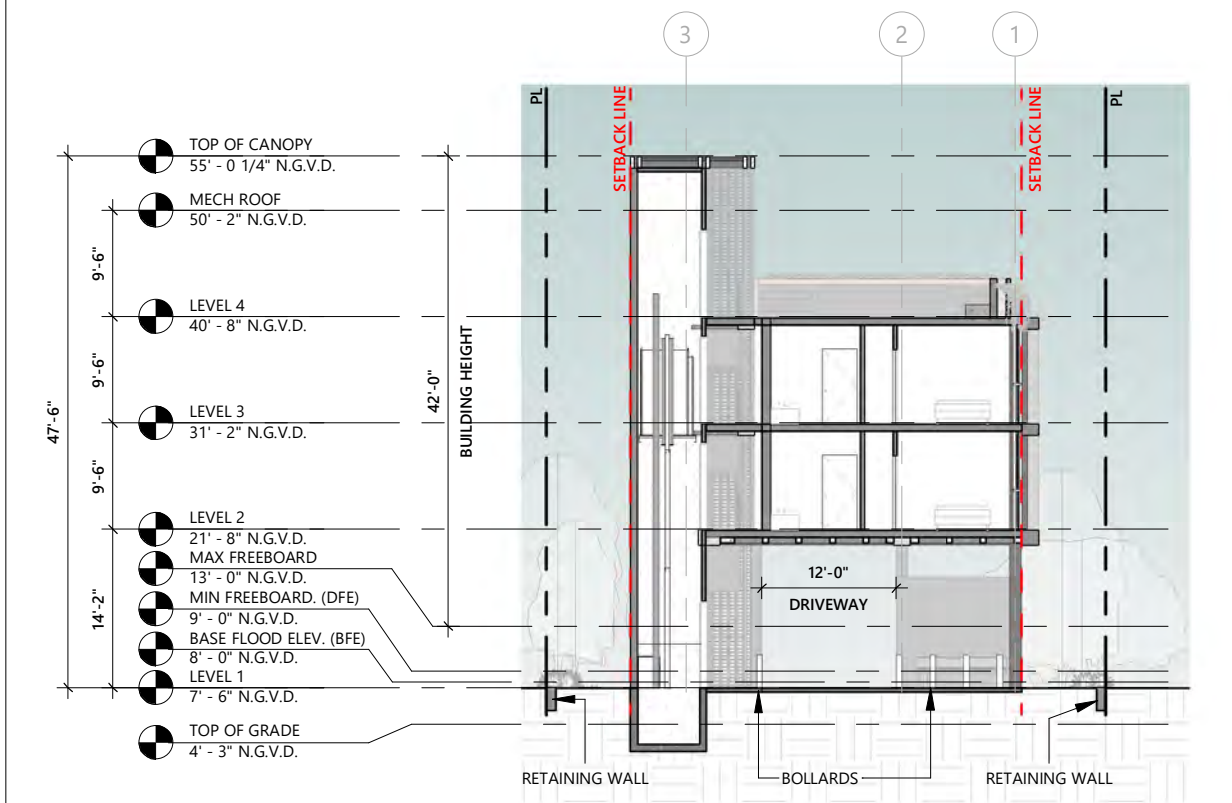 3
2
1
PL
SETBACK LINE
SETBACK LINE
PL
TOP OF CANOPY
55' - 0 1/4" N.G.V.D.
MECH ROOF
50' - 2" N.G.V.D.
9'-6"
LEVEL 4
40' - 8" N.G.V.D.
9'-6"
47'-6"
42'-0"
BUILDING HEIGHT
LEVEL 3
31' - 2" N.G.V.D.
9'-6"
LEVEL 2
21' - 8" N.G.V.D.
MAX FREEBOARD
13' - 0" N.G.V.D.
12'-0"
DRIVEWAY
14'-2"
MIN FREEBOARD. (DFE)
9' - 0" N.G.V.D.
BASE FLOOD ELEV. (BFE)
8' - 0" N.G.V.D.
LEVEL 1
7' - 6" N.G.V.D.
TOP OF GRADE
4' - 3" N.G.V.D.
RETAINING WALL
BOLLARDS
RETAINING WALL